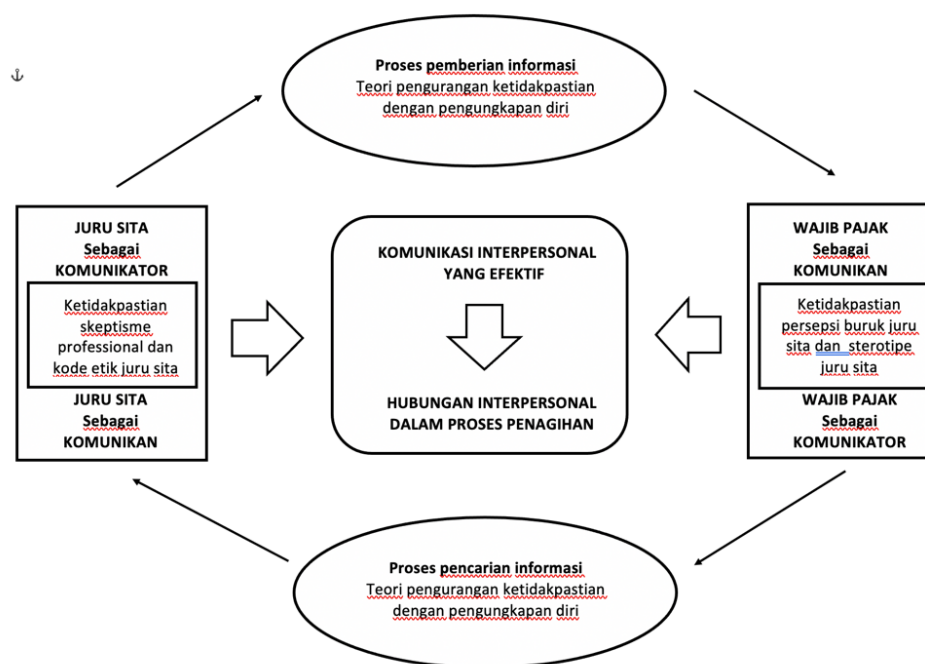 Proses pemberian informasi
Teori pengurangan ketidakpastian
dengan pengungkapan diri
JURU SITA
Sebagai
KOMUNIKATOR
Ketidakpastian
skeptisme
professional dan
kode etik juru sita
JURU SITA
Sebagai
KOMUNIKAN
KOMUNIKASI INTERPERSONAL
YANG EFEKTIF
HUBUNGAN INTERPERSONAL
DALAM PROSES PENAGIHAN
WAJIB PAJAK
Sebagai
KOMUNIKAN
Ketidakpastian
persepsi buruk juru
sita dan sterotipe
juru sita
WAJIB PAJAK
Sebagai
KOMUNIKATOR
Proses pencarian informasi
Teori pengurangan ketidakpastian
dengan pengungkapan diri